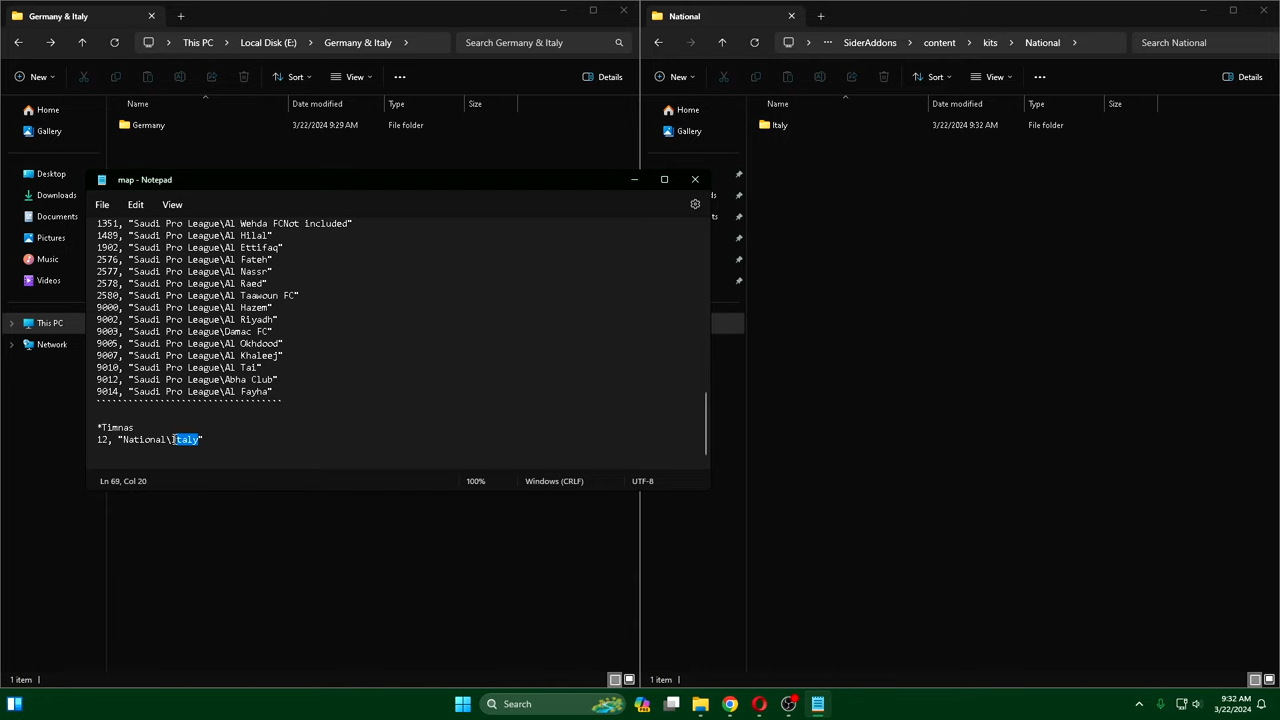 Germany & Italy
This PC
Local Disk (E:)
Germany & Italy
Search Germany & Italy
New
Sort
View
Details
Home
Gallery
Desktop
Downloads
Documents
Pictures
Music
Videos
This PC
Network
Name
Date modified
Type
Size
Germany
3/22/2024 9:29 AM
File folder
1 item
National
SiderAddons
content
kits
National
Search National
New
Sort
View
Details
Home
Gallery
Name
Date modified
Type
Size
Italy
3/22/2024 9:32 AM
File folder
1 item
map - Notepad
File
Edit
View
1351, "Saudi Pro League\Al Wehda FCNot included"
1489, "Saudi Pro League\Al Hilal"
1902, "Saudi Pro League\Al Ettifaq"
2576, "Saudi Pro League\Al Fateh"
2577, "Saudi Pro League\Al Nassr"
2578, "Saudi Pro League\Al Raed"
2580, "Saudi Pro League\Al Taawoun FC"
9000, "Saudi Pro League\Al Hazem"
9002, "Saudi Pro League\Al Riyadh"
9003, "Saudi Pro League\Damac FC"
9005, "Saudi Pro League\Al Okhdood"
9007, "Saudi Pro League\Al Khaleej"
9010, "Saudi Pro League\Al Tai"
9012, "Saudi Pro League\Abha Club"
9014, "Saudi Pro League\Al Fayha"
*Timnas
12, "National\Italy"
Ln 69, Col 20
100%
Windows (CRLF)
UTF-8
Search
9:32 AM
3/22/2024